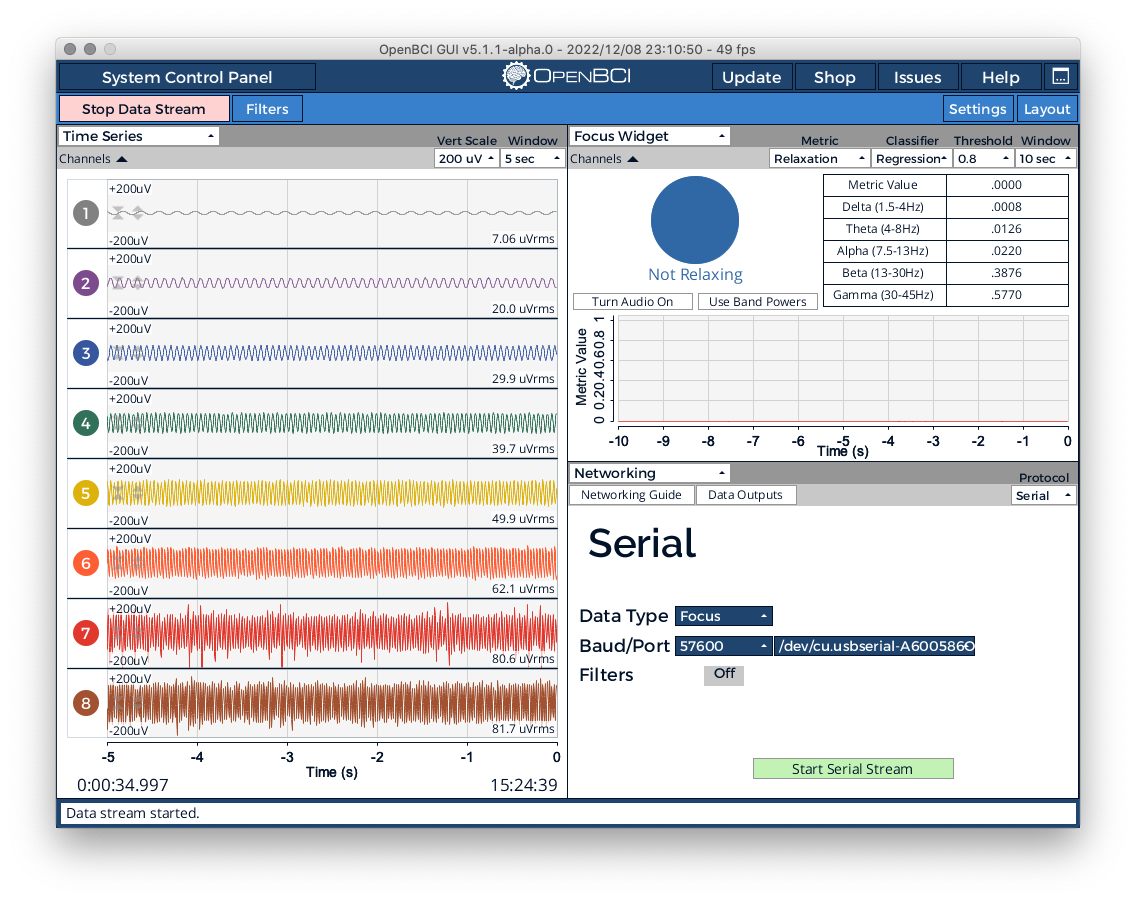 OpenBCI GUI v5.1.1-alpha.0 - 2022/12/08 23:10:50 - 49 fps
System Control Panel OPENBCI Update Shop Issues Help
Stop Data Stream Filters Settings Layout
Time Series Vert Scale Window
Channels 200 uV 5 sec
1 +200uV -200uV 7.06 uVrms
2 +200uV -200uV 20.0 uVrms
3 +200uV -200uV 29.9 uVrms
4 +200uV -200uV 39.7 uVrms
5 +200uV -200uV 49.9 uVrms
6 +200uV -200uV 62.1 uVrms
7 +200uV -200uV 80.6 uVrms
8 +200uV -200uV 81.7 uVrms
-5 -4 -3 -2 -1 0
Time (s)
0:00:34.997 15:24:39
Focus Widget Metric Classifier Threshold Window
Channels Relaxation Regression 0.8 10 sec
Not Relaxing
Turn Audio On Use Band Powers
Metric Value .0000
Delta (1.5-4Hz) .0008
Theta (4-8Hz) .0126
Alpha (7.5-13Hz) .0220
Beta (13-30Hz) .3876
Gamma (30-45Hz) .5770
Metric Value
0 0.2 0.4 0.6 0.8 1
-10 -9 -8 -7 -6 -5 -4 -3 -2 -1 0
Time (s)
Networking Protocol
Networking Guide Data Outputs Serial
Serial
Data Type Focus
Baud/Port 57600 /dev/cu.usbserial-A600586O
Filters Off
Start Serial Stream
Data stream started.